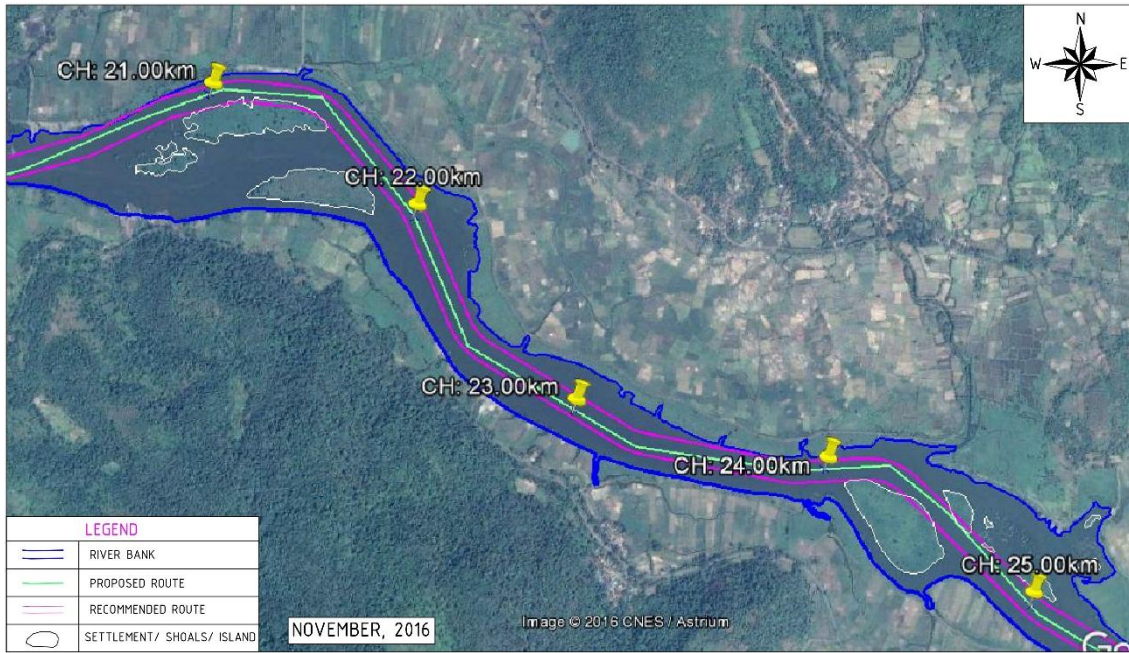 N
W E
S
CH: 21.00km
CH: 22.00km
CH: 23.00km
CH: 24.00km
CH: 25.00km
LEGEND
RIVER BANK
PROPOSED ROUTE
RECOMMENDED ROUTE
SETTLEMENT/ SHOALS/ ISLAND
NOVEMBER, 2016
Image © 2016 CNES / Astrium